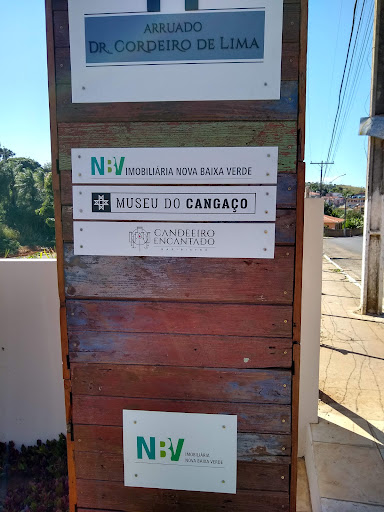 ARRUADO
DR. CORDEIRO DE LIMA
NBV IMOBILIÁRIA NOVA BAIXA VERDE
MUSEU DO CANGAÇO
CANDEEIRO
ENCANTADO
NBV IMOBILIÁRIA
NOVA BAIXA VERDE